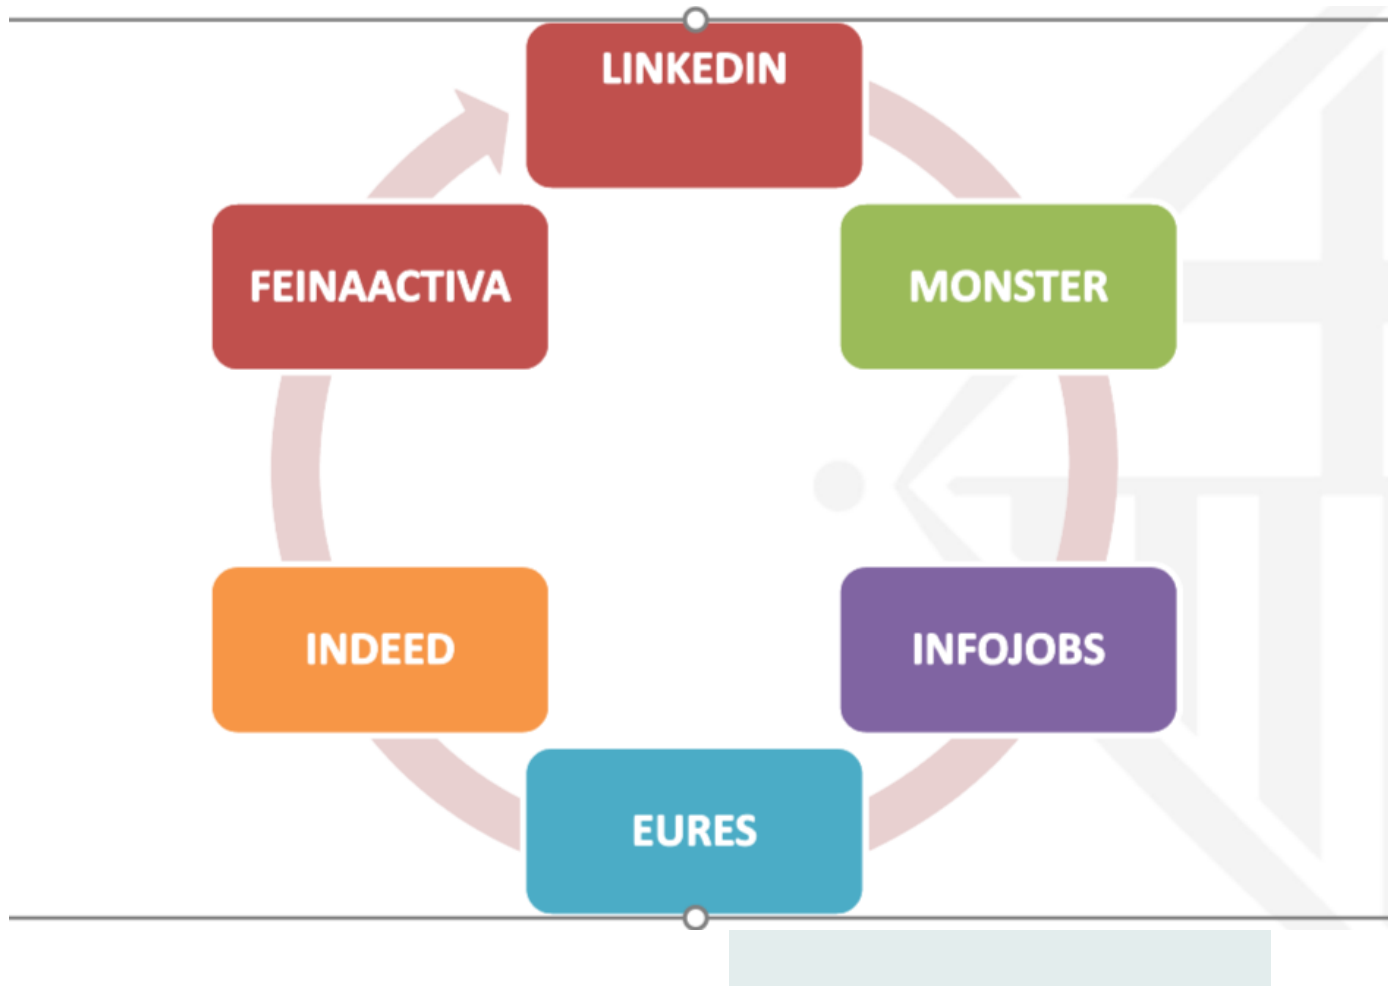 LINKEDIN
MONSTER
INFOJOBS
EURES
INDEED
FEINAACTIVA